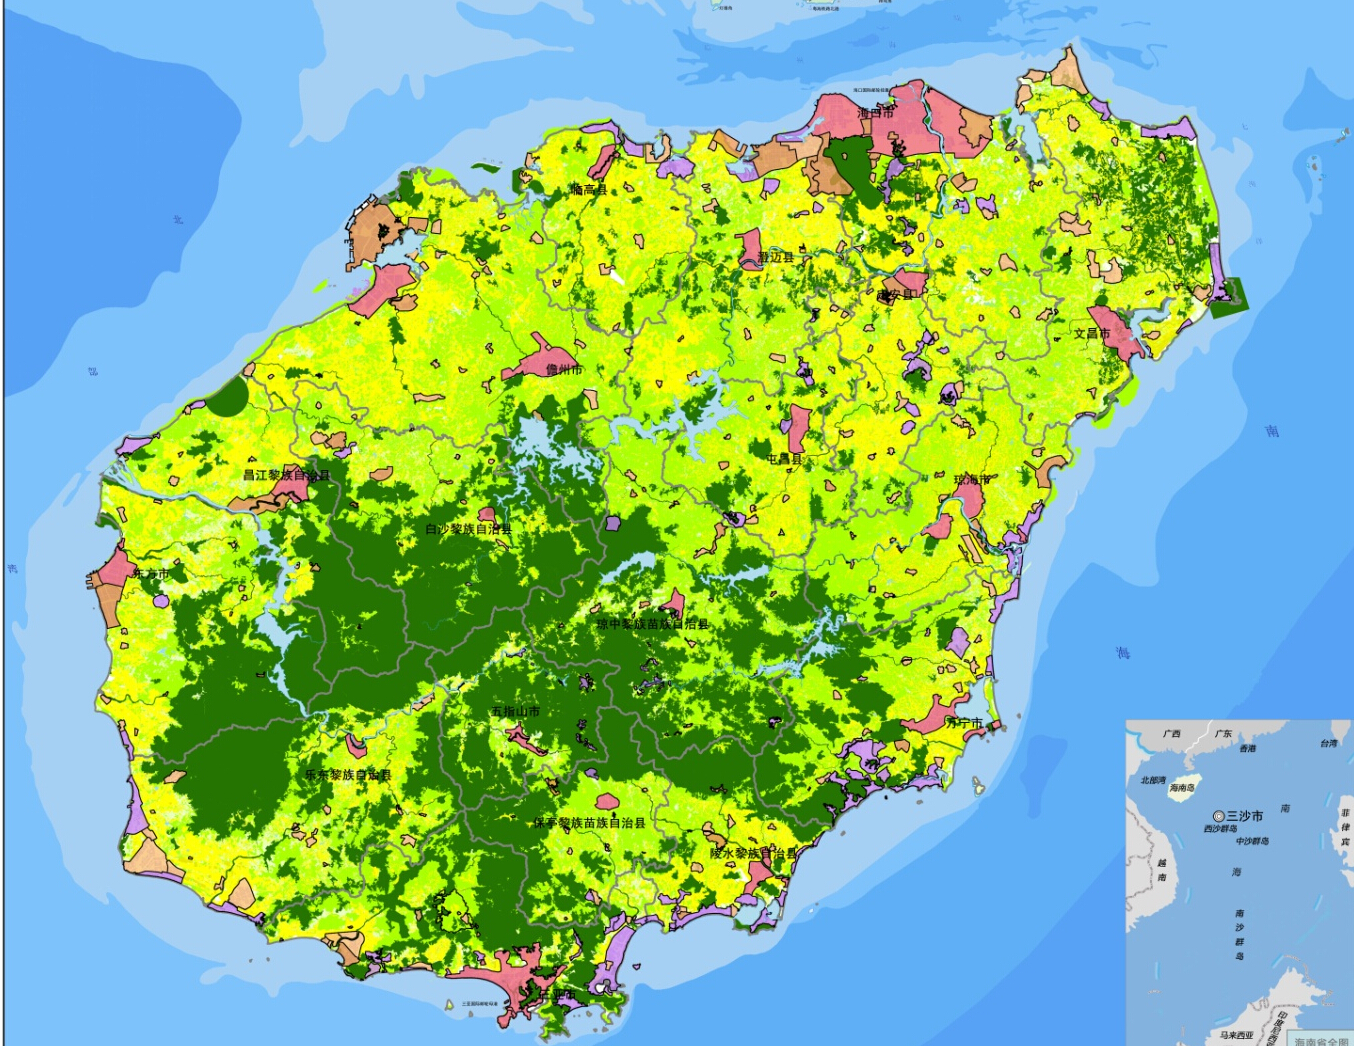 海口市
临高县
澄迈县
定安县
文昌市
儋州市
屯昌县
昌江黎族自治县
琼海市
白沙黎族自治县
东方市
琼中黎族苗族自治县
五指山市
万宁市
乐东黎族自治县
保亭黎族苗族自治县
陵水黎族自治县
三亚市
南
海
广西
广东
香港
台湾
北部湾
海南岛
三沙市
西沙群岛
中沙群岛
南
海
菲律宾
越南
南沙群岛
马来西亚
海南省全图